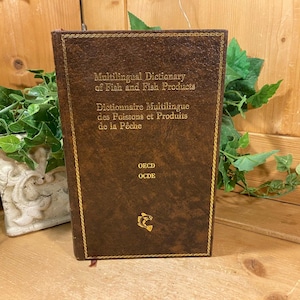 Multilingual Dictionary
of Fish and Fish Products
Dictionnaire Multilingue
des Poissons et Produits
de la Pêche
OECD
OCDE